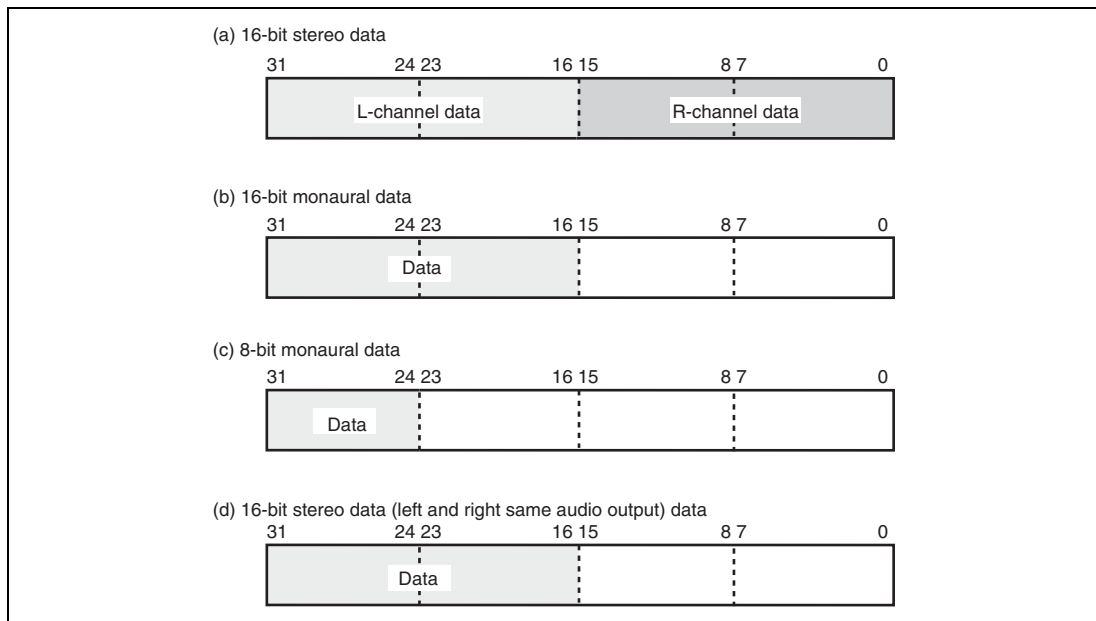 (a) 16-bit stereo data
31 24 23 16 15 8 7 0
L-channel data R-channel data
(b) 16-bit monaural data
31 24 23 16 15 8 7 0
Data
(c) 8-bit monaural data
31 24 23 16 15 8 7 0
Data
(d) 16-bit stereo data (left and right same audio output) data
31 24 23 16 15 8 7 0
Data